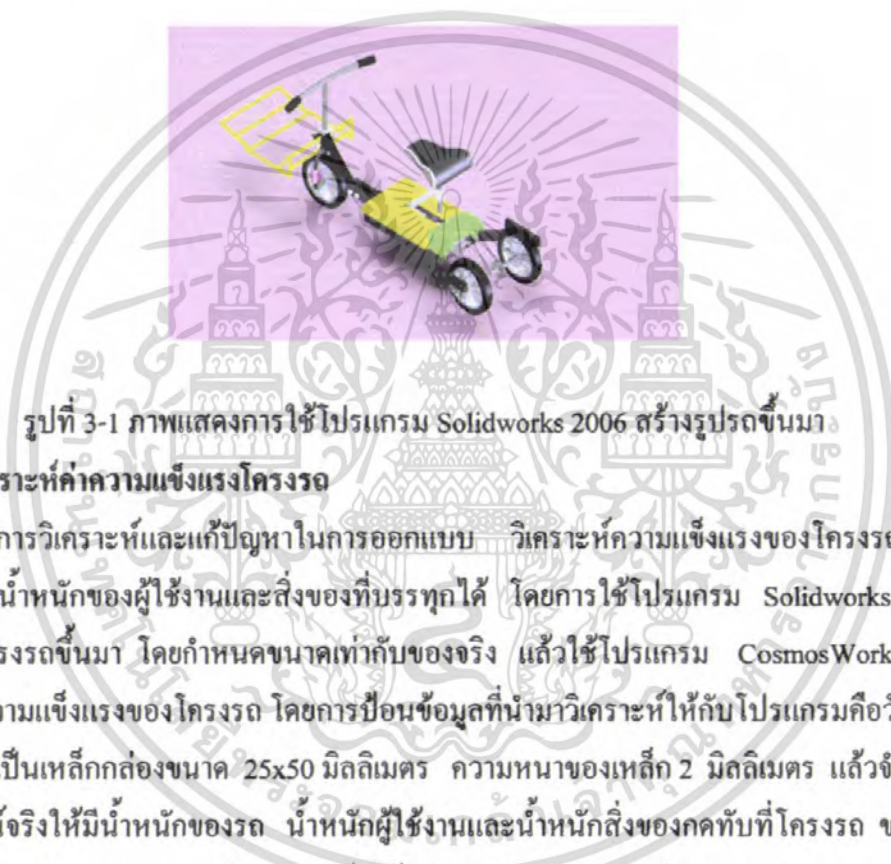 รูปที่ 3-1 ภาพแสดงการใช้โปรแกรม Solidworks 2006 สร้างรูปรถขึ้นมา
ราะห์ค่าความแข็งแรงโครงรถ
การวิเคราะห์และแก้ปัญหาในการออกแบบ วิเคราะห์ความแข็งแรงของโครงรถ
น้ำหนักของผู้ใช้งานและสิ่งของที่บรรทุกได้ โดยการใช้โปรแกรม Solidworks
รงรถขึ้นมา โดยกำหนดขนาดเท่ากับของจริง แล้วใช้โปรแกรม CosmosWork
วามแข็งแรงของโครงรถ โดยการป้อนข้อมูลที่นำมาวิเคราะห์ให้กับโปรแกรมคือวั
เป็นเหล็กกล่องขนาด 25x50 มิลลิเมตร ความหนาของเหล็ก 2 มิลลิเมตร แล้วจำ
์จริงให้มีน้ำหนักของรถ น้ำหนักผู้ใช้งานและน้ำหนักสิ่งของกดทับที่โครงรถ ข